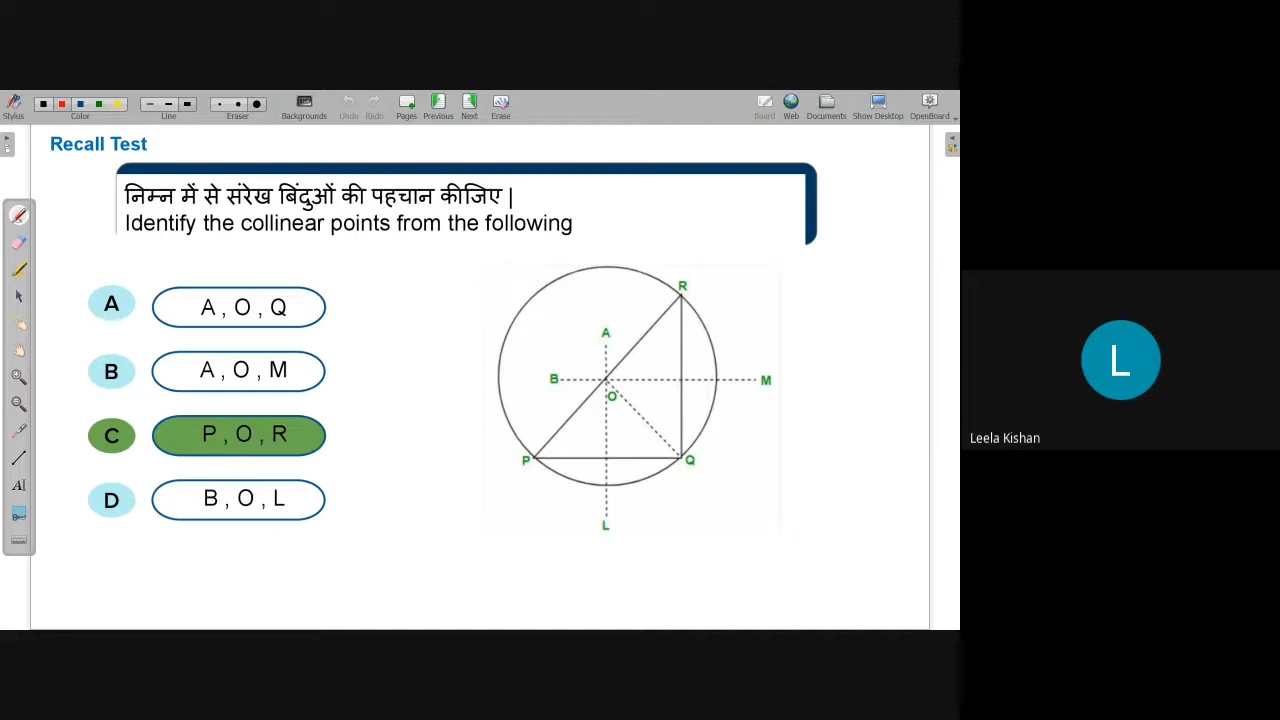 Stylus
Color
Line
Eraser
Backgrounds
Undo
Redo
Pages
Previous
Next
Erase
Board
Web
Documents
Show Desktop
OpenBoard
Recall Test
निम्न में से संरेख बिंदुओं की पहचान कीजिए |
Identify the collinear points from the following
A
A , O , Q
B
A , O , M
C
P , O , R
D
B , O , L
R
A
B
M
O
P
Q
L
L
Leela Kishan